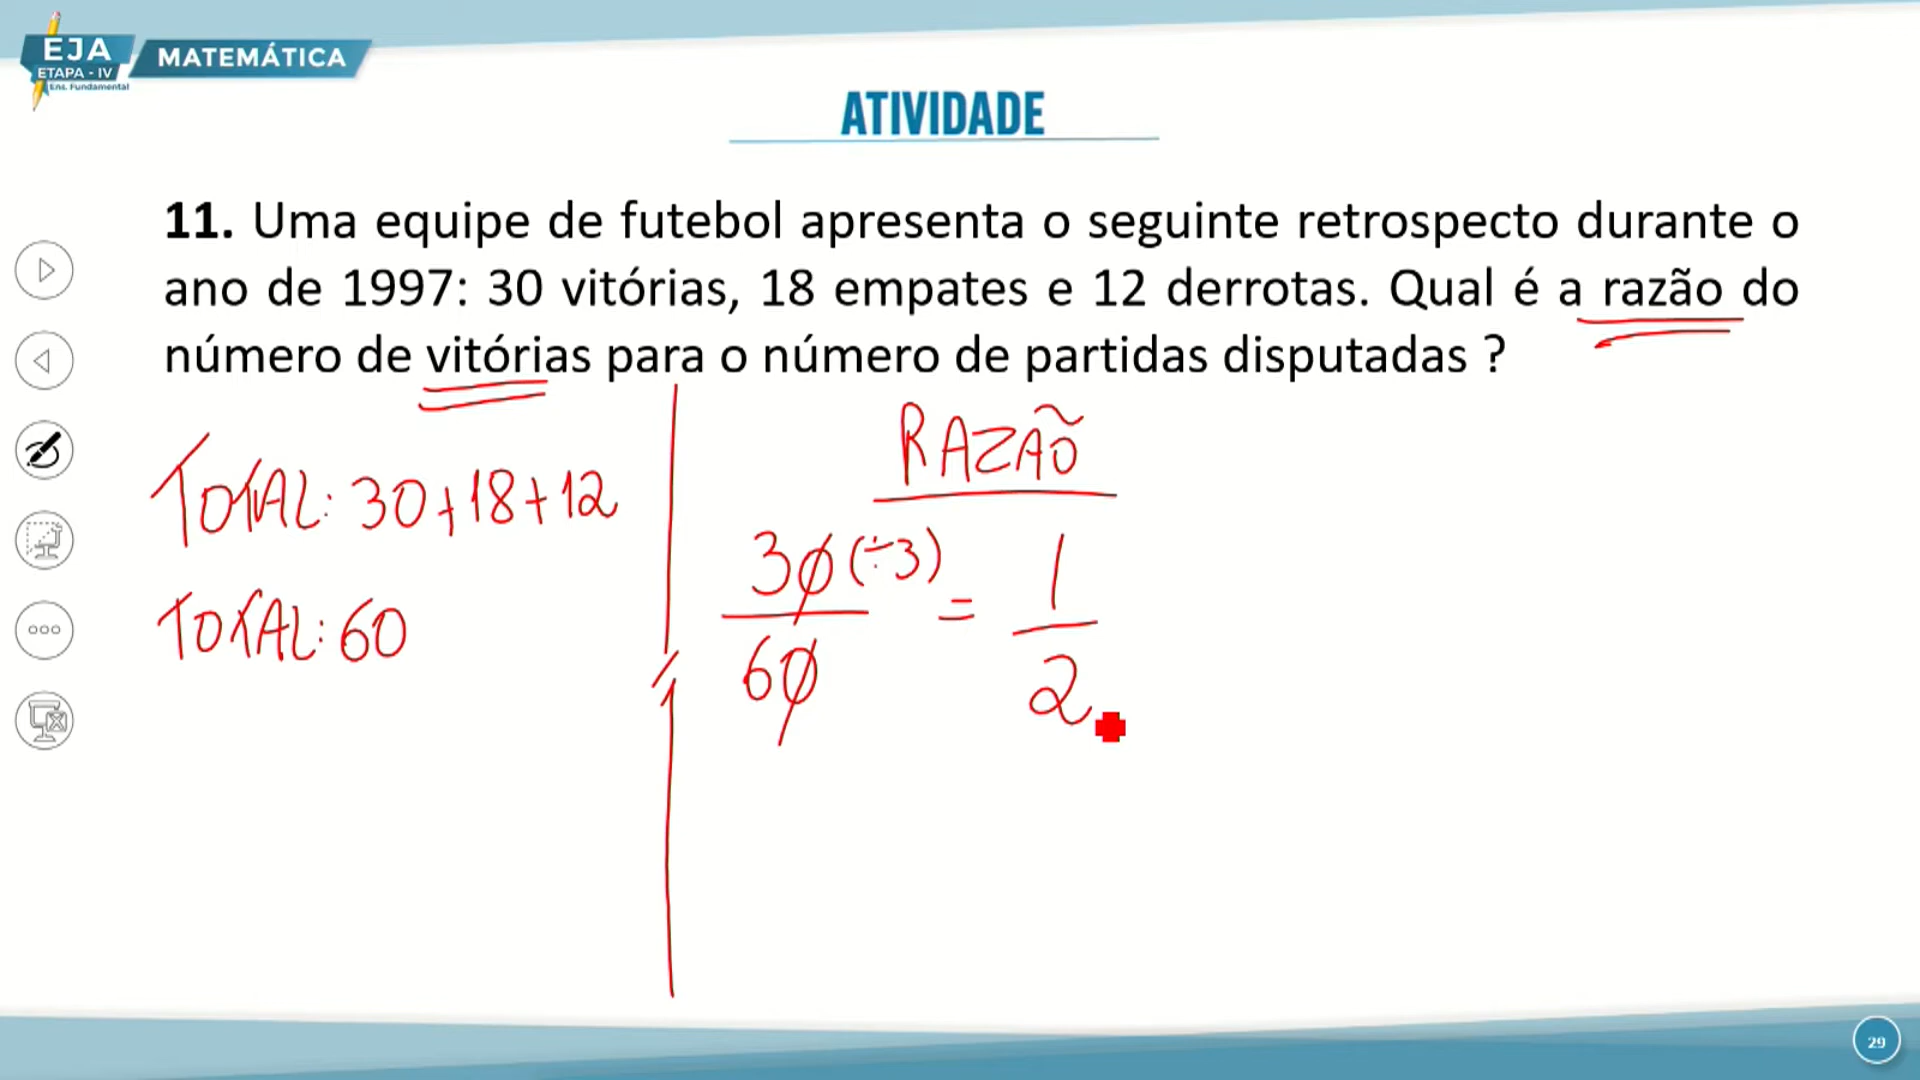 EJA
ETAPA - IV
Ens. Fundamental
MATEMÁTICA
ATIVIDADE
11. Uma equipe de futebol apresenta o seguinte retrospecto durante o
ano de 1997: 30 vitórias, 18 empates e 12 derrotas. Qual é a razão do
número de vitórias para o número de partidas disputadas ?
TOTAL: 30+18+12
TOTAL: 60
RAZÃO
30 (÷3) = 1
60 2
29